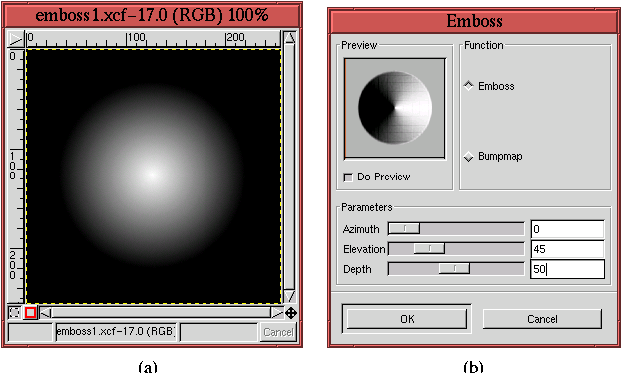 emboss1.xcf-17.0 (RGB) 100%
0 100 200
0
100
200
emboss1.xcf-17.0 (RGB)
Cancel
(a)
Emboss
Preview
Do Preview
Function
Emboss
Bumpmap
Parameters
Azimuth 0
Elevation 45
Depth 50
OK Cancel
(b)